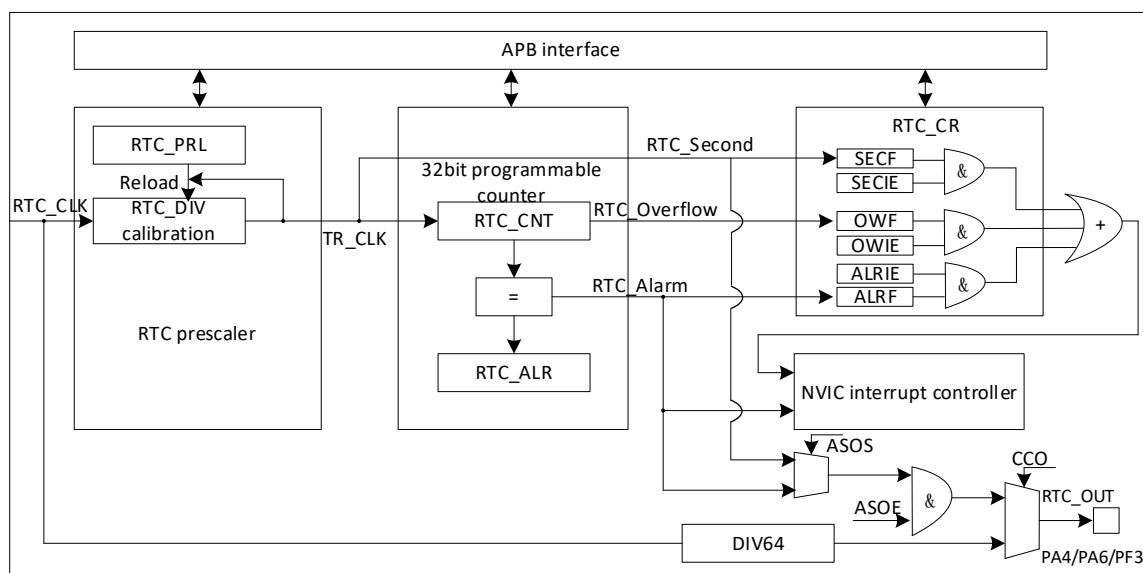 APB interface
RTC_PRL
Reload
RTC_CLK
RTC_DIV
calibration
TR_CLK
RTC prescaler
32bit programmable
counter
RTC_CNT
=
RTC_ALR
RTC_Second
RTC_Overflow
RTC_Alarm
RTC_CR
SECF
SECIE
&
OWF
OWIE
&
ALRIE
ALRF
&
+
NVIC interrupt controller
ASOS
ASOE
&
CCO
RTC_OUT
DIV64
PA4/PA6/PF3